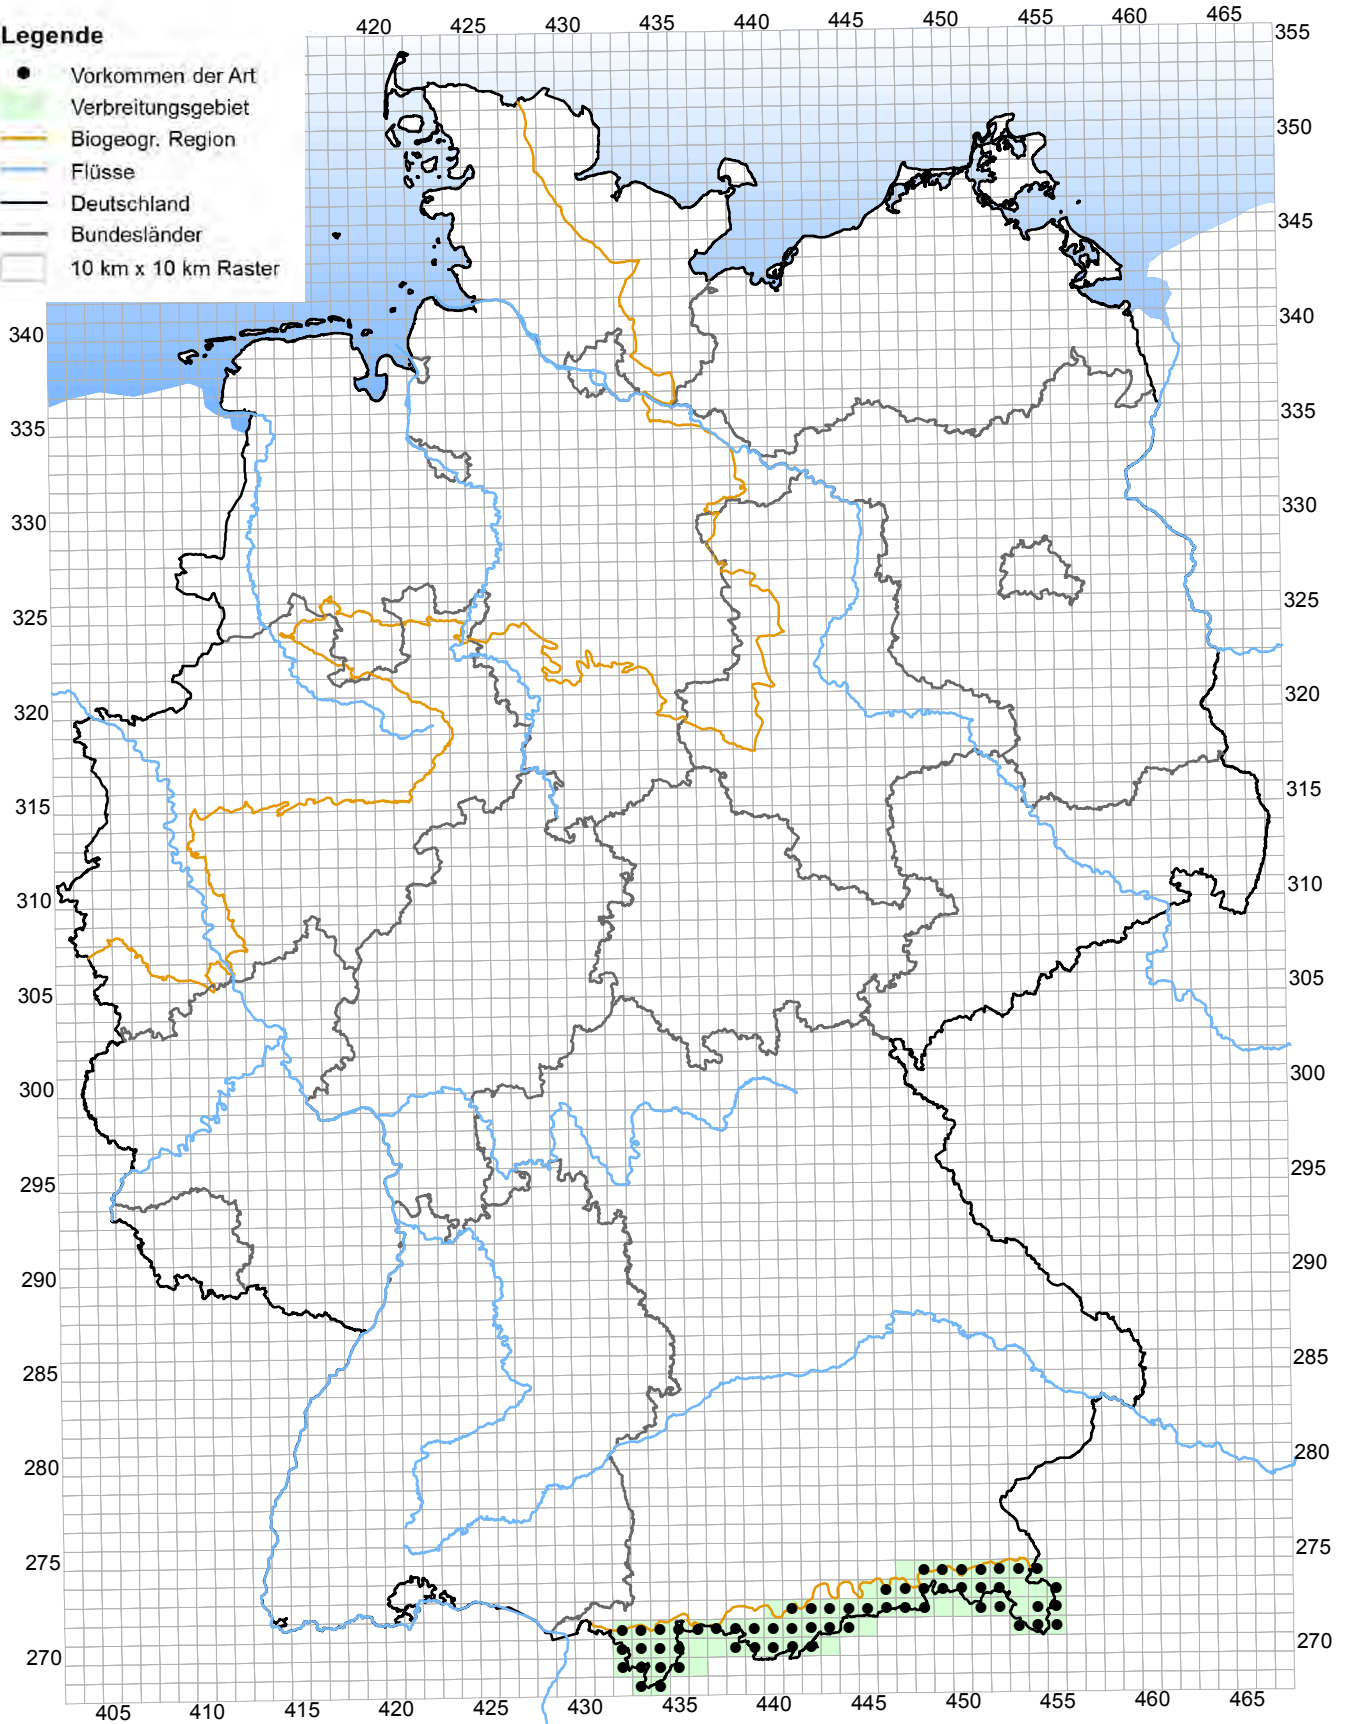 420 425 430 435 440 445 450 455 460 465
355
Legende
Vorkommen der Art
Verbreitungsgebiet
Biogeogr. Region
Flüsse
Deutschland
Bundesländer
10 km x 10 km Raster
350
345
340 340
335 335
330 330
325 325
320 320
315 315
310 310
305 305
300 300
295 295
290 290
285 285
280 280
275 275
270 270
405 410 415 420 425 430 435 440 445 450 455 460 465